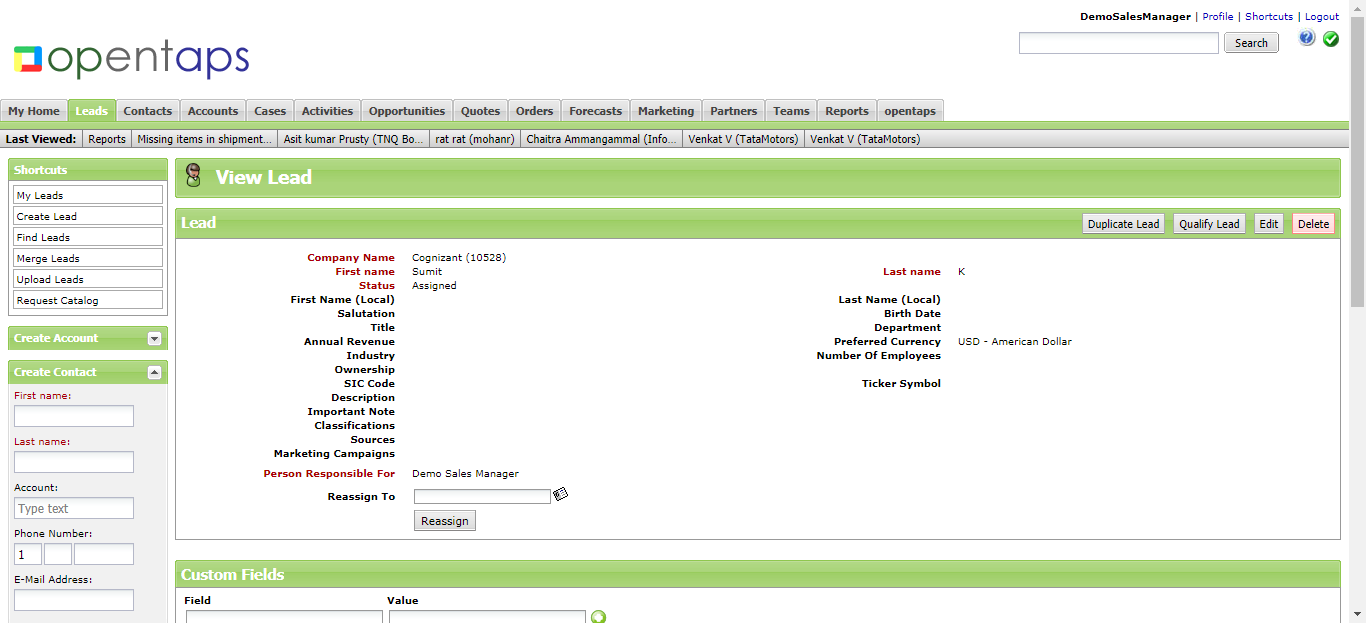 DemoSalesManager | Profile | Shortcuts | Logout
opentaps
Search
My Home Leads Contacts Accounts Cases Activities Opportunities Quotes Orders Forecasts Marketing Partners Teams Reports opentaps
Last Viewed: Reports Missing items in shipment... Asit kumar Prusty (TNQ Bo... rat rat (mohanr) Chaitra Ammangammal (Info... Venkat V (TataMotors) Venkat V (TataMotors)
Shortcuts
My Leads
Create Lead
Find Leads
Merge Leads
Upload Leads
Request Catalog
Create Account
Create Contact
First name:
Last name:
Account:
Type text
Phone Number:
1
E-Mail Address:
View Lead
Lead Duplicate Lead Qualify Lead Edit Delete
Company Name Cognizant (10528)
First name Sumit Last name K
Status Assigned
First Name (Local) Last Name (Local)
Salutation Birth Date
Title Department
Annual Revenue Preferred Currency USD - American Dollar
Industry Number Of Employees
Ownership
SIC Code Ticker Symbol
Description
Important Note
Classifications
Sources
Marketing Campaigns
Person Responsible For Demo Sales Manager
Reassign To
Reassign
Custom Fields
Field Value